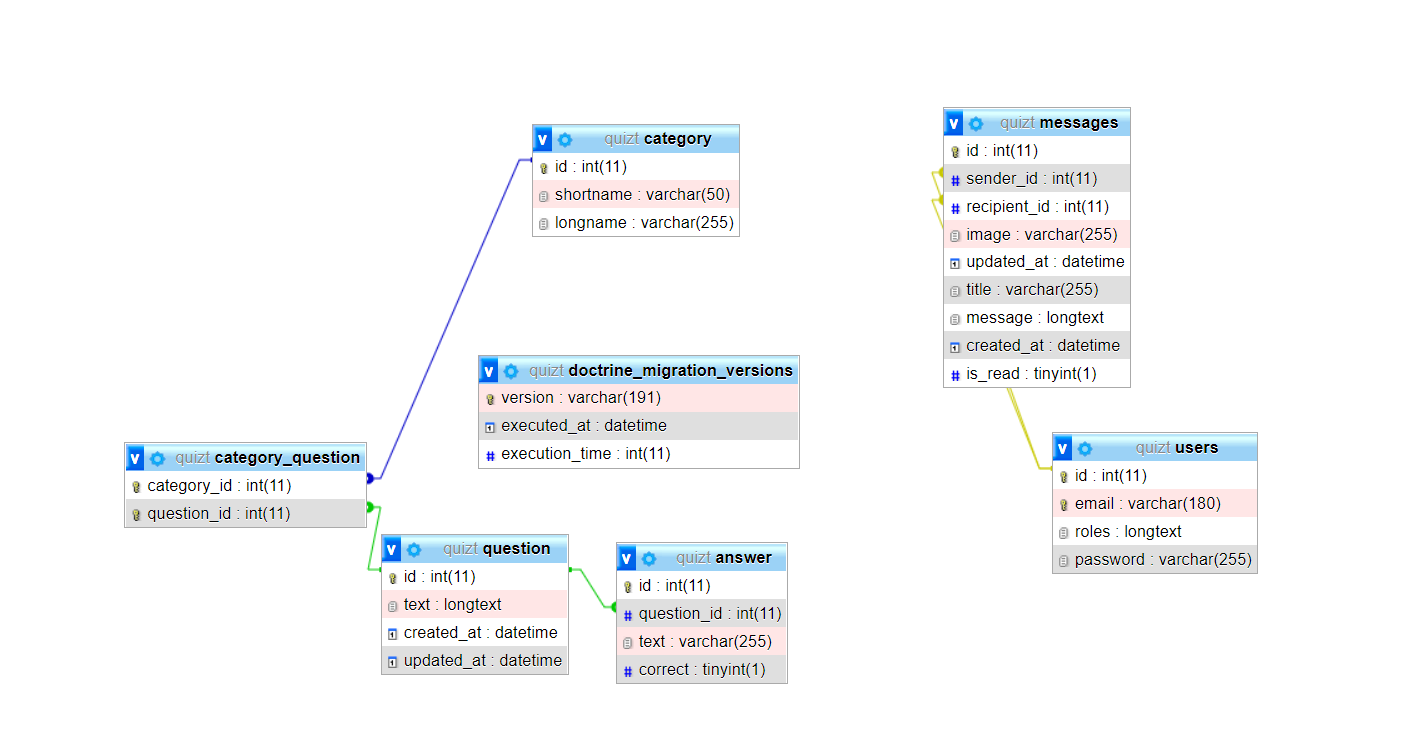 v quizt category
id : int(11)
shortname : varchar(50)
longname : varchar(255)
v quizt messages
id : int(11)
# sender_id : int(11)
# recipient_id : int(11)
image : varchar(255)
updated_at : datetime
title : varchar(255)
message : longtext
created_at : datetime
# is_read : tinyint(1)
v quizt doctrine_migration_versions
version : varchar(191)
executed_at : datetime
# execution_time : int(11)
v quizt category_question
category_id : int(11)
question_id : int(11)
v quizt users
id : int(11)
email : varchar(180)
roles : longtext
password : varchar(255)
v quizt question
id : int(11)
text : longtext
created_at : datetime
updated_at : datetime
v quizt answer
id : int(11)
# question_id : int(11)
text : varchar(255)
# correct : tinyint(1)